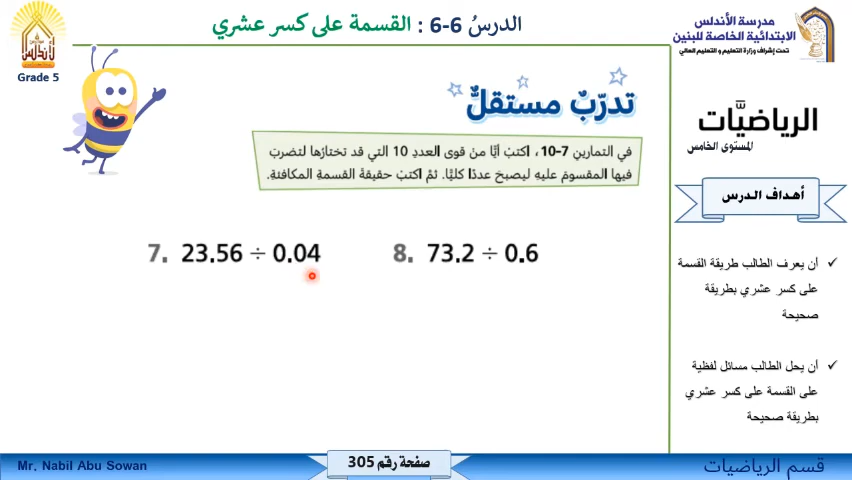 الدرسُ 6-6 : القسمة على كسر عشري
مدرسة الأندلس
الابتدائية الخاصة للبنين
تحت إشراف وزارة التعليم و التعليم العالي
Grade 5
تدرّبْ مستقلٌّ
الرياضيَّات
المستوى الخامس
في التمارينِ 7–10، اكتبْ أيًّا منْ قوى العددِ 10 التي قد تختارُها لتضربَ
فيها المقسومَ عليهِ ليصبحَ عددًا كليًّا. ثمَّ اكتبْ حقيقةَ القسمةِ المكافئةِ.
أهداف الدرس
7. 23.56 ÷ 0.04
8. 73.2 ÷ 0.6
✓ أن يعرف الطالب طريقة القسمة
على كسر عشري بطريقة
صحيحة
✓ أن يحل الطالب مسائل لفظية
على القسمة على كسر عشري
بطريقة صحيحة
Mr. Nabil Abu Sowan
صفحة رقم 305
قسم الرياضيات